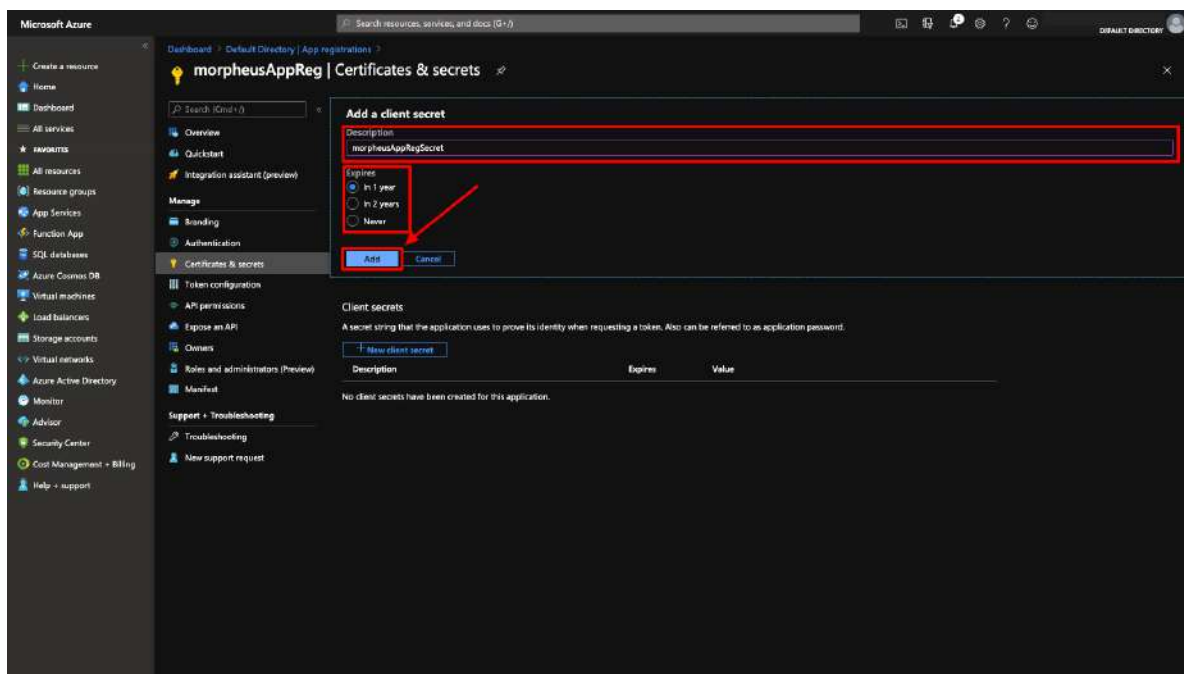 Microsoft Azure
Search resources, services, and docs (G+/)
DEFAULT DIRECTORY
Create a resource
Home
Dashboard
All services
FAVORITES
All resources
Resource groups
App Services
Function App
SQL databases
Azure Cosmos DB
Virtual machines
Load balancers
Storage accounts
Virtual networks
Azure Active Directory
Monitor
Advisor
Security Center
Cost Management + Billing
Help + support
Dashboard > Default Directory | App registrations >
morpheusAppReg | Certificates & secrets
Search (Cmd+/)
Overview
Quickstart
Integration assistant (preview)
Manage
Branding
Authentication
Certificates & secrets
Token configuration
API permissions
Expose an API
Owners
Roles and administrators (Preview)
Manifest
Support + Troubleshooting
Troubleshooting
New support request
Add a client secret
Description
morpheusAppRegSecret
Expires
In 1 year
In 2 years
Never
Add Cancel
Client secrets
A secret string that the application uses to prove its identity when requesting a token. Also can be referred to as application password.
+ New client secret
Description Expires Value
No client secrets have been created for this application.